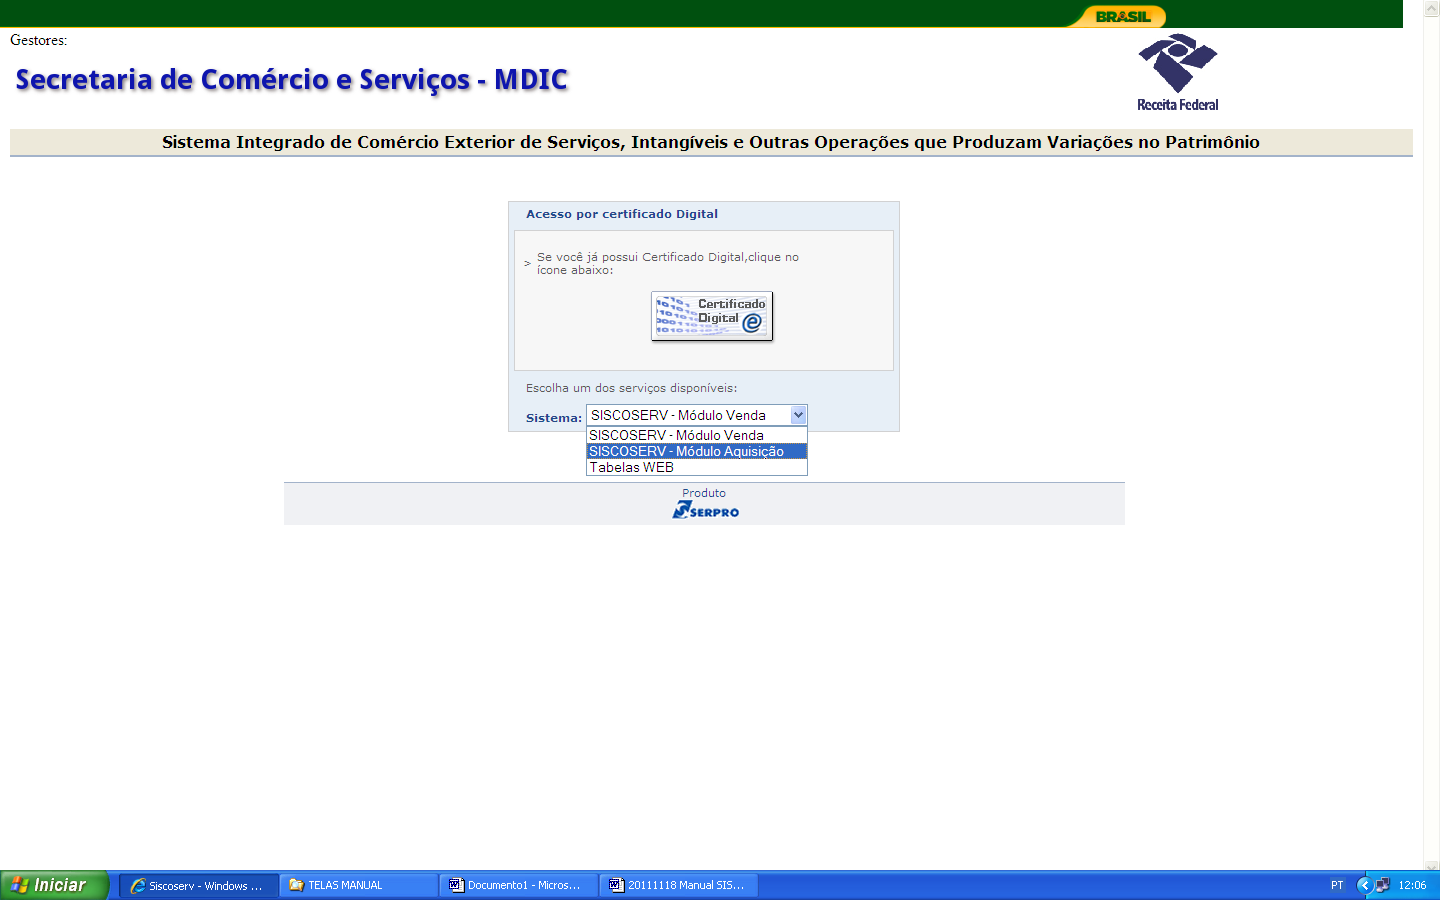 BRASIL
Gestores:
Secretaria de Comércio e Serviços - MDIC
Receita Federal
Sistema Integrado de Comércio Exterior de Serviços, Intangíveis e Outras Operações que Produzam Variações no Patrimônio
Acesso por certificado Digital
> Se você já possui Certificado Digital,clique no
ícone abaixo:
Certificado
Digital
Escolha um dos serviços disponíveis:
Sistema: SISCOSERV - Módulo Venda
SISCOSERV - Módulo Venda
SISCOSERV - Módulo Aquisição
Tabelas WEB
Produto
SERPRO
Iniciar
Siscoserv - Windows ...
TELAS MANUAL
Documento1 - Micros...
20111118 Manual SIS...
PT
12:06